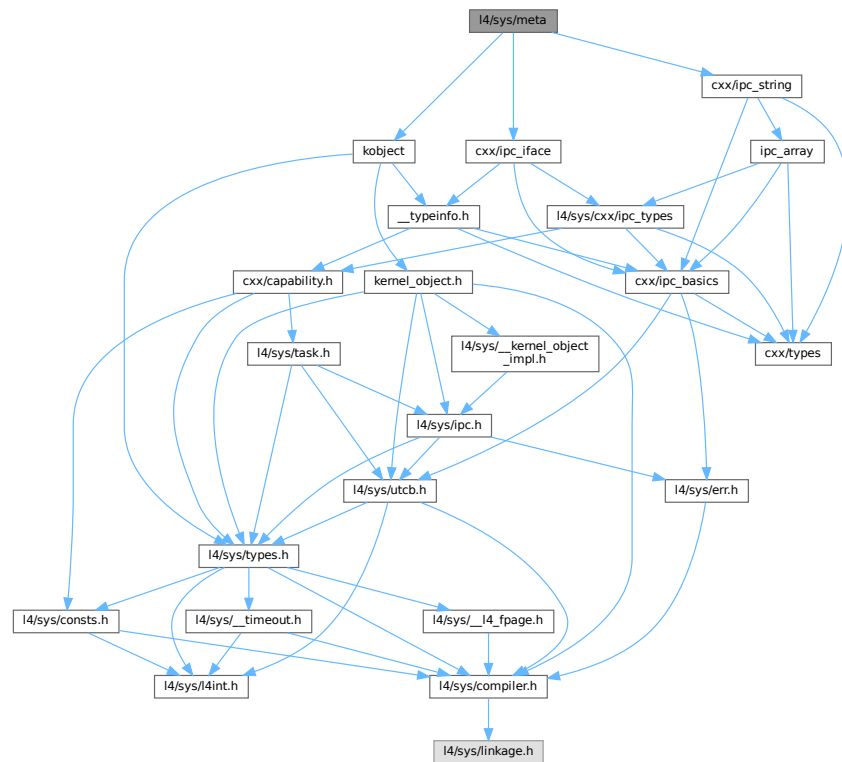 l4/sys/meta
cxx/ipc_string
kobject
cxx/ipc_iface
ipc_array
__typeinfo.h
l4/sys/cxx/ipc_types
cxx/capability.h
kernel_object.h
cxx/ipc_basics
l4/sys/task.h
l4/sys/__kernel_object
_impl.h
cxx/types
l4/sys/ipc.h
l4/sys/utcb.h
l4/sys/err.h
l4/sys/types.h
l4/sys/consts.h
l4/sys/__timeout.h
l4/sys/__l4_fpage.h
l4/sys/l4int.h
l4/sys/compiler.h
l4/sys/linkage.h